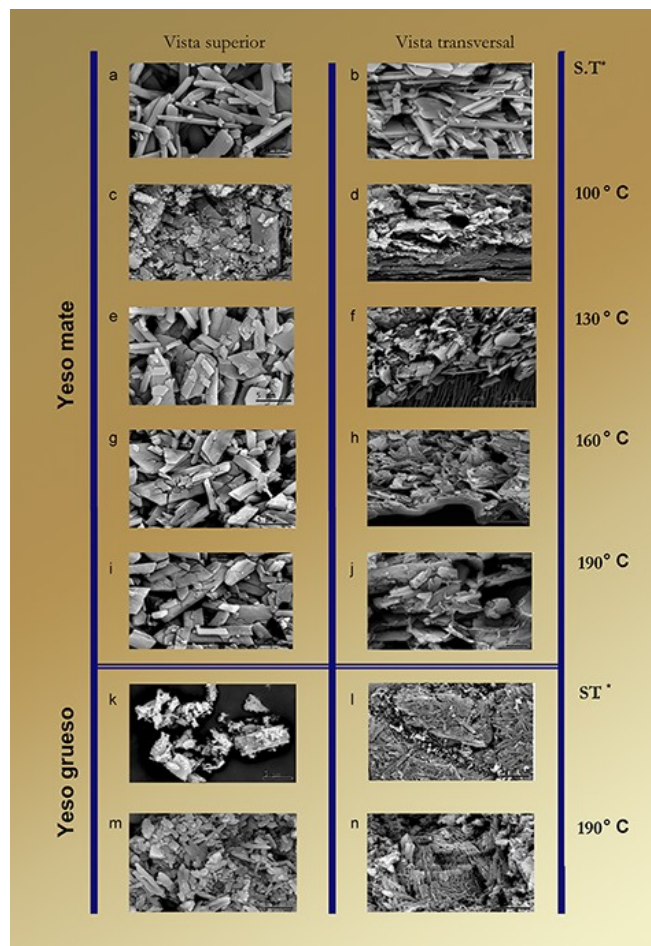 Vista superior Vista transversal
a b S.T*
c d 100° C
e f 130° C
g h 160° C
i j 190° C
Yeso mate
k l ST. *
m n 190° C
Yeso grueso